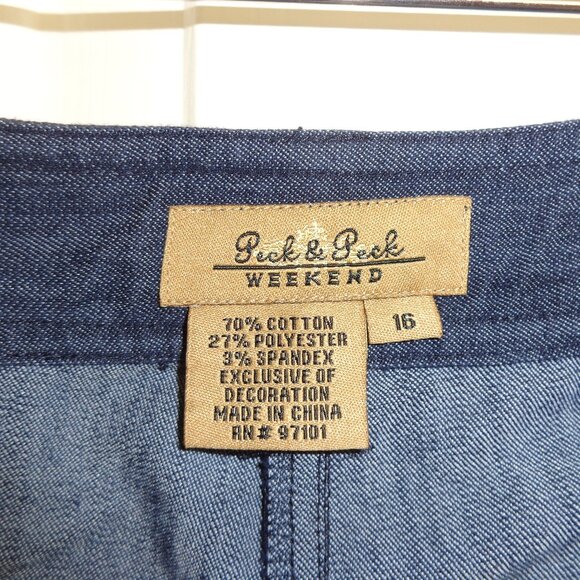 Peck & Peck
WEEKEND
16
70% COTTON
27% POLYESTER
3% SPANDEX
EXCLUSIVE OF
DECORATION
MADE IN CHINA
RN# 97101